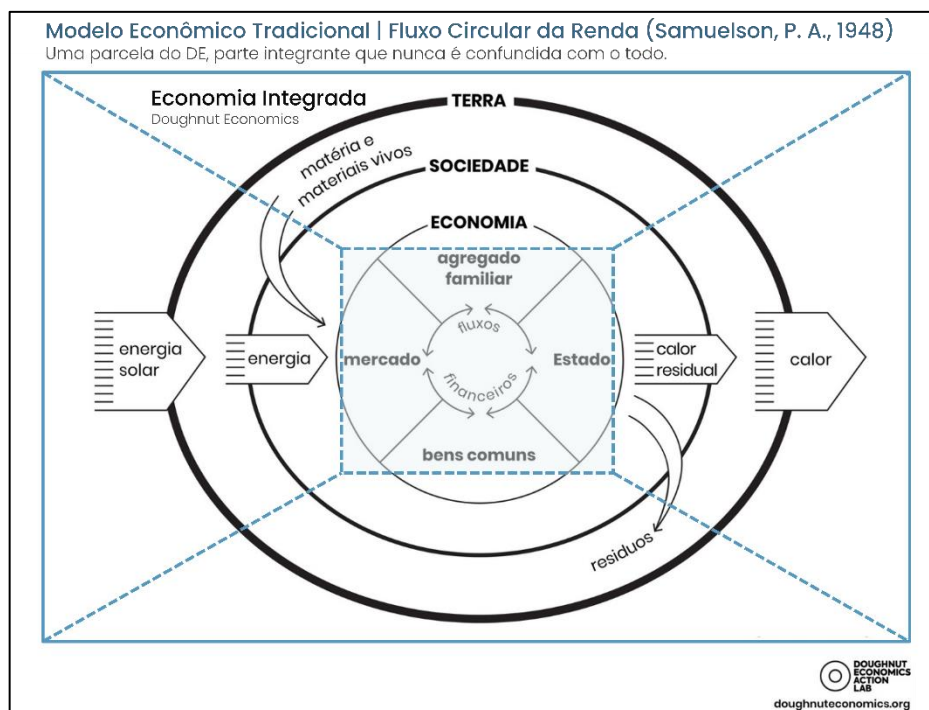 Modelo Econômico Tradicional | Fluxo Circular da Renda (Samuelson, P. A., 1948)
Uma parcela do DE, parte integrante que nunca é confundida com o todo.
Economia Integrada
Doughnut Economics
TERRA
matéria e
materiais vivos
SOCIEDADE
ECONOMIA
agregado
familiar
fluxos
energia
solar
energia
mercado
Estado
calor
residual
calor
financeiros
bens comuns
residuos
DOUGHNUT
ECONOMICS
ACTION
LAB
doughnuteconomics.org